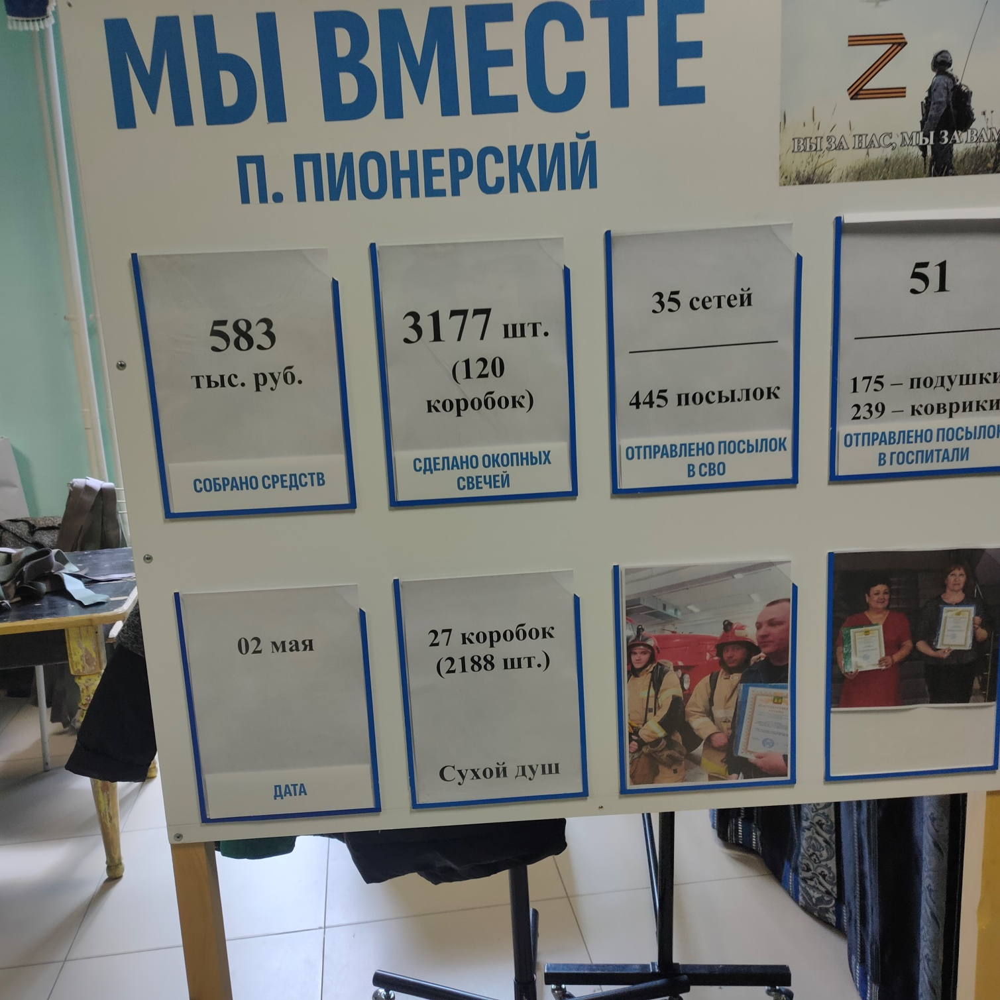 МЫ ВМЕСТЕ
П. ПИОНЕРСКИЙ
Z
ВЫ ЗА НАС, МЫ ЗА ВАМ
583
тыс. руб.
СОБРАНО СРЕДСТВ
3177 шт.
(120
коробок)
СДЕЛАНО ОКОПНЫХ
СВЕЧЕЙ
35 сетей
445 посылок
ОТПРАВЛЕНО ПОСЫЛОК
В СВО
51
175 – подушки
239 – коврики
ОТПРАВЛЕНО ПОСЫЛОК
В ГОСПИТАЛИ
02 мая
ДАТА
27 коробок
(2188 шт.)
Сухой душ